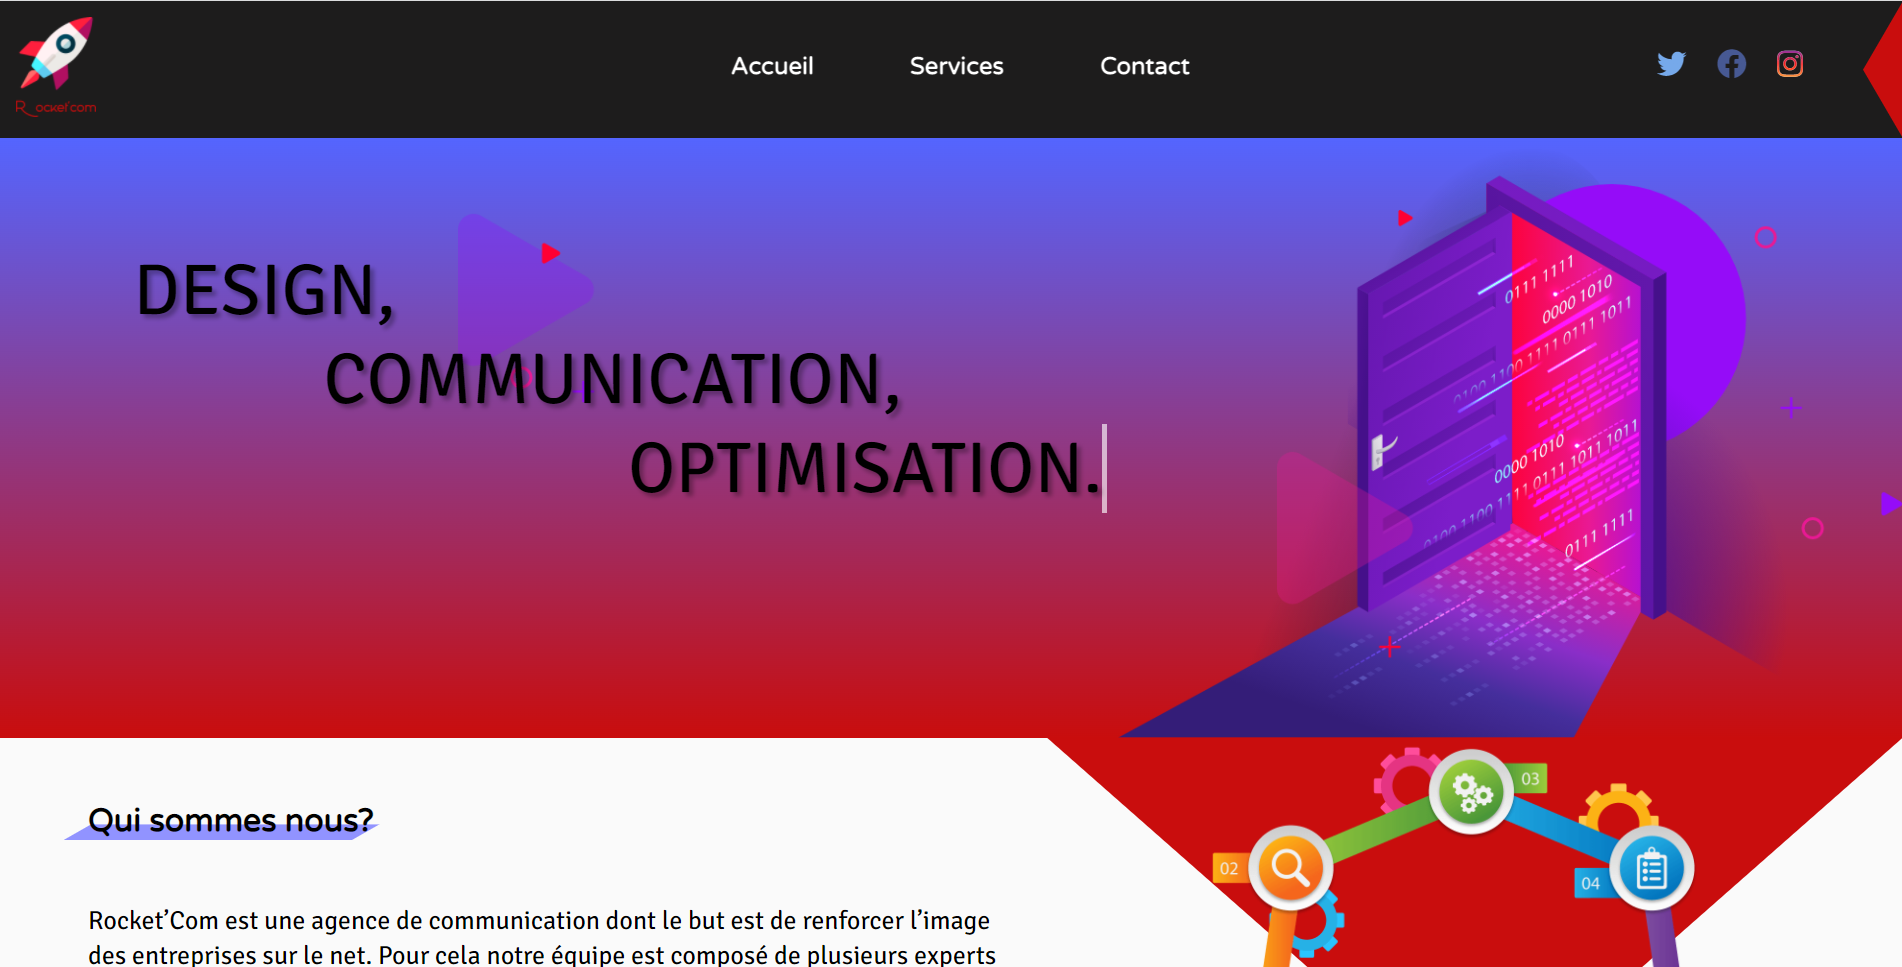 Rocket'com
Accueil
Services
Contact
DESIGN,
COMMUNICATION,
OPTIMISATION.
0111 1111
0000 1010
0100 1100 1111 0111 1011
0000 1010
0100 1100 1111 0111 1011 1011
0111 1111
Qui sommes nous?
Rocket’Com est une agence de communication dont le but est de renforcer l’image
des entreprises sur le net. Pour cela notre équipe est composé de plusieurs experts
03
02
04